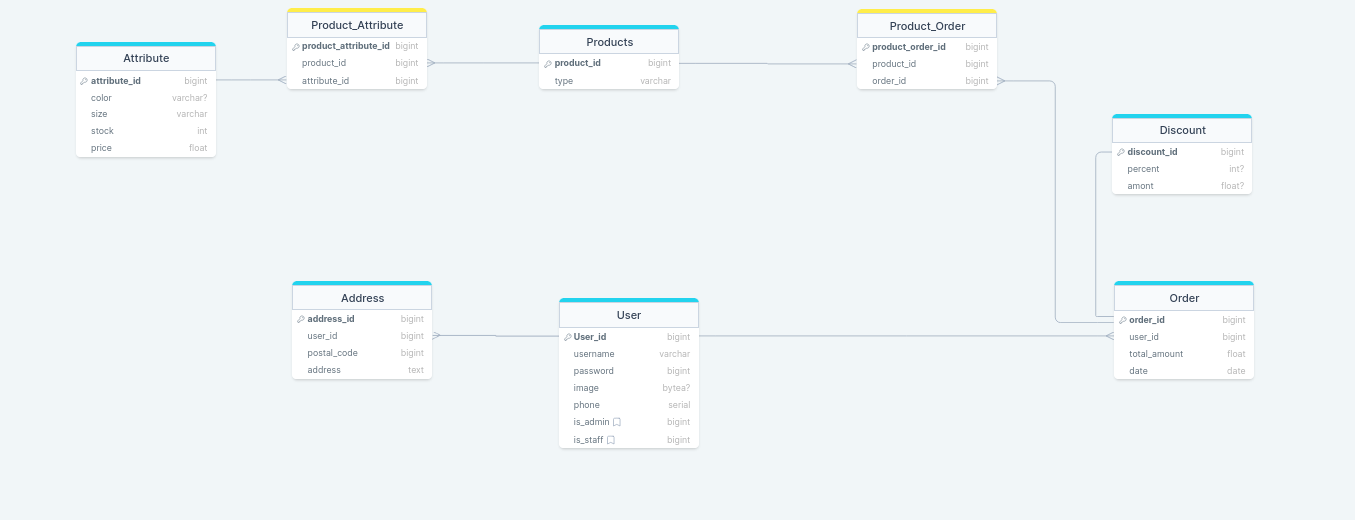 Attribute
attribute_id bigint
color varchar?
size varchar
stock int
price float
Product_Attribute
product_attribute_id bigint
product_id bigint
attribute_id bigint
Products
product_id bigint
type varchar
Product_Order
product_order_id bigint
product_id bigint
order_id bigint
Discount
discount_id bigint
percent int?
amont float?
Address
address_id bigint
user_id bigint
postal_code bigint
address text
User
User_id bigint
username varchar
password bigint
image bytea?
phone serial
is_admin bigint
is_staff bigint
Order
order_id bigint
user_id bigint
total_amount float
date date